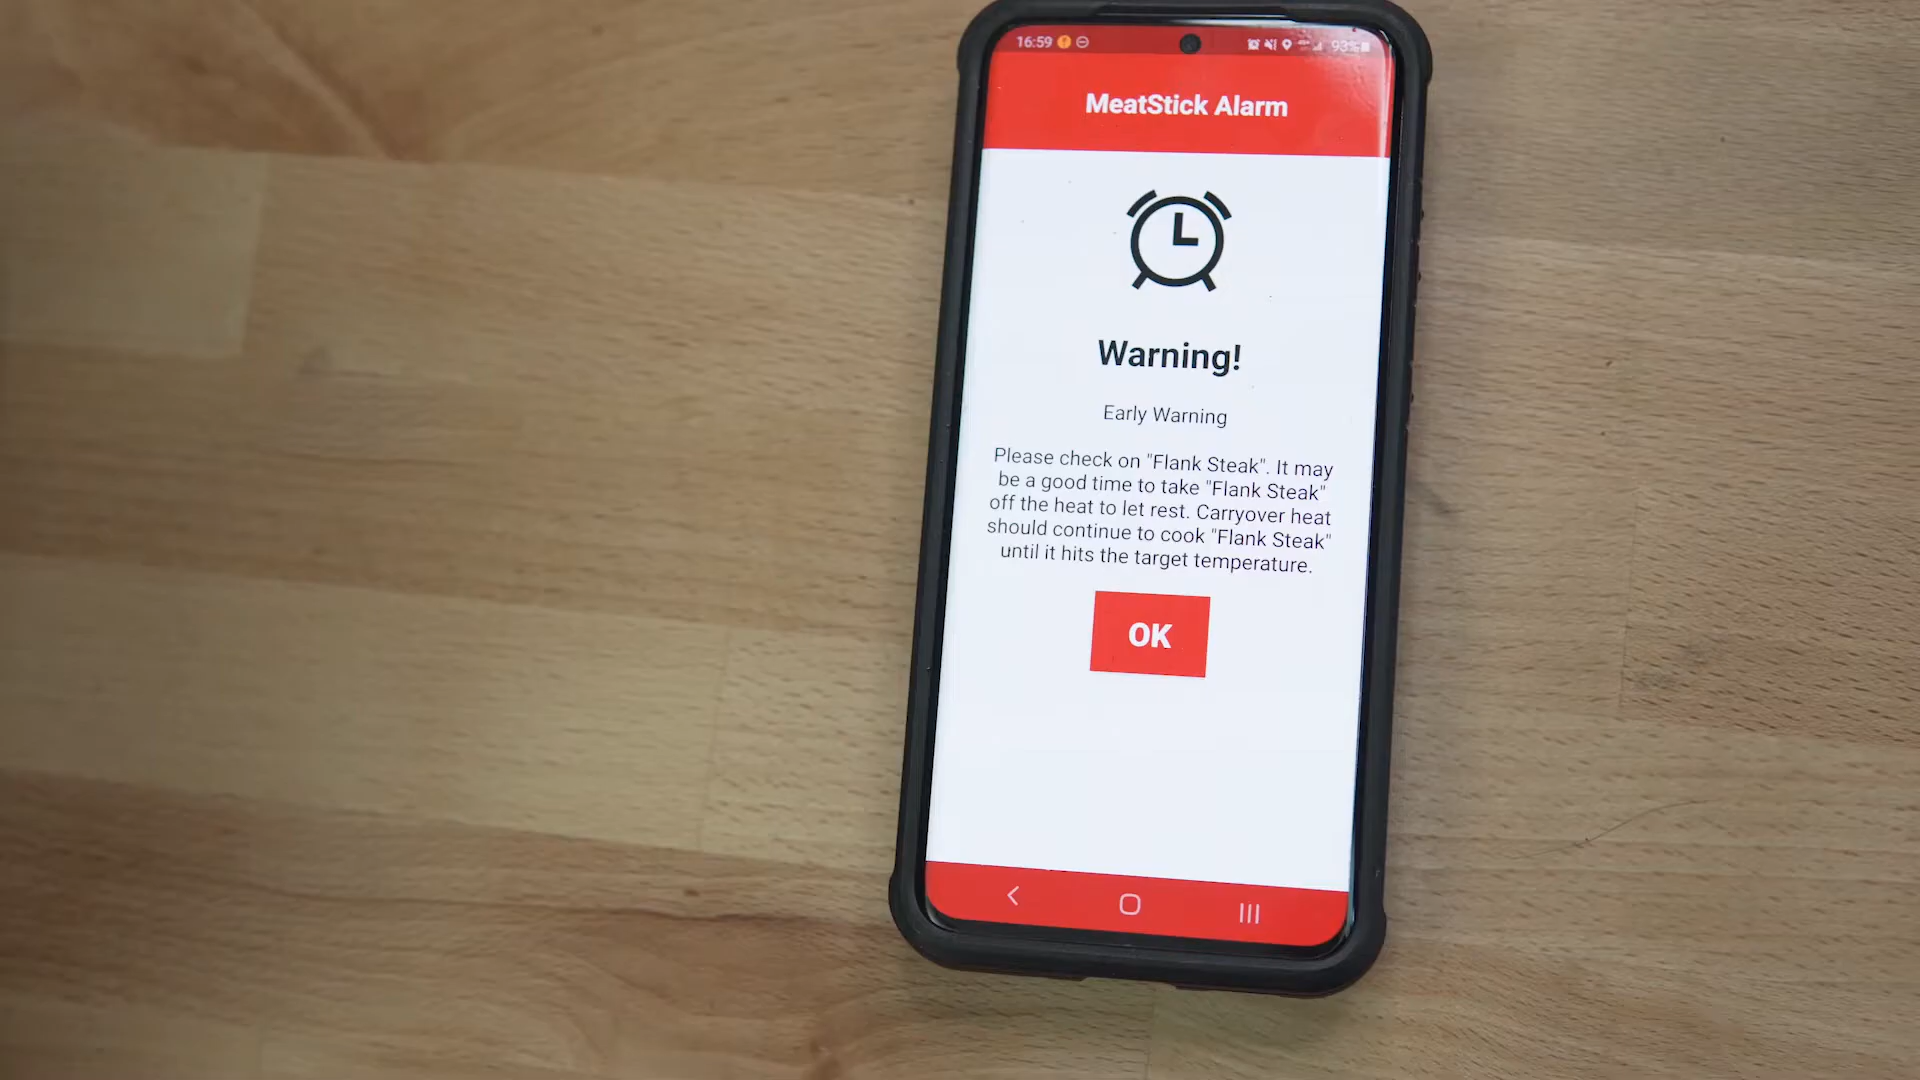 16:59 93%
MeatStick Alarm
Warning!
Early Warning
Please check on "Flank Steak". It may
be a good time to take "Flank Steak"
off the heat to let rest. Carryover heat
should continue to cook "Flank Steak"
until it hits the target temperature.
OK